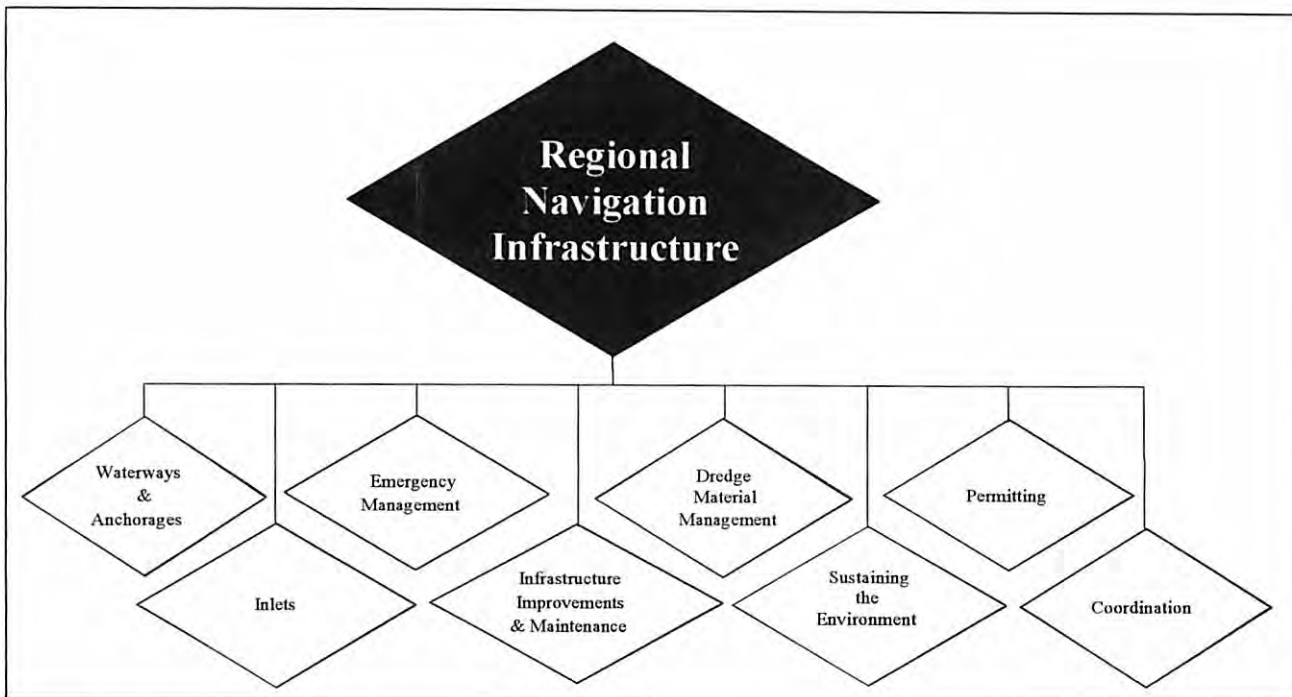 Regional
Navigation
Infrastructure
Waterways
&
Anchorages
Emergency
Management
Dredge
Material
Management
Permitting
Inlets
Infrastructure
Improvements
& Maintenance
Sustaining
the
Environment
Coordination